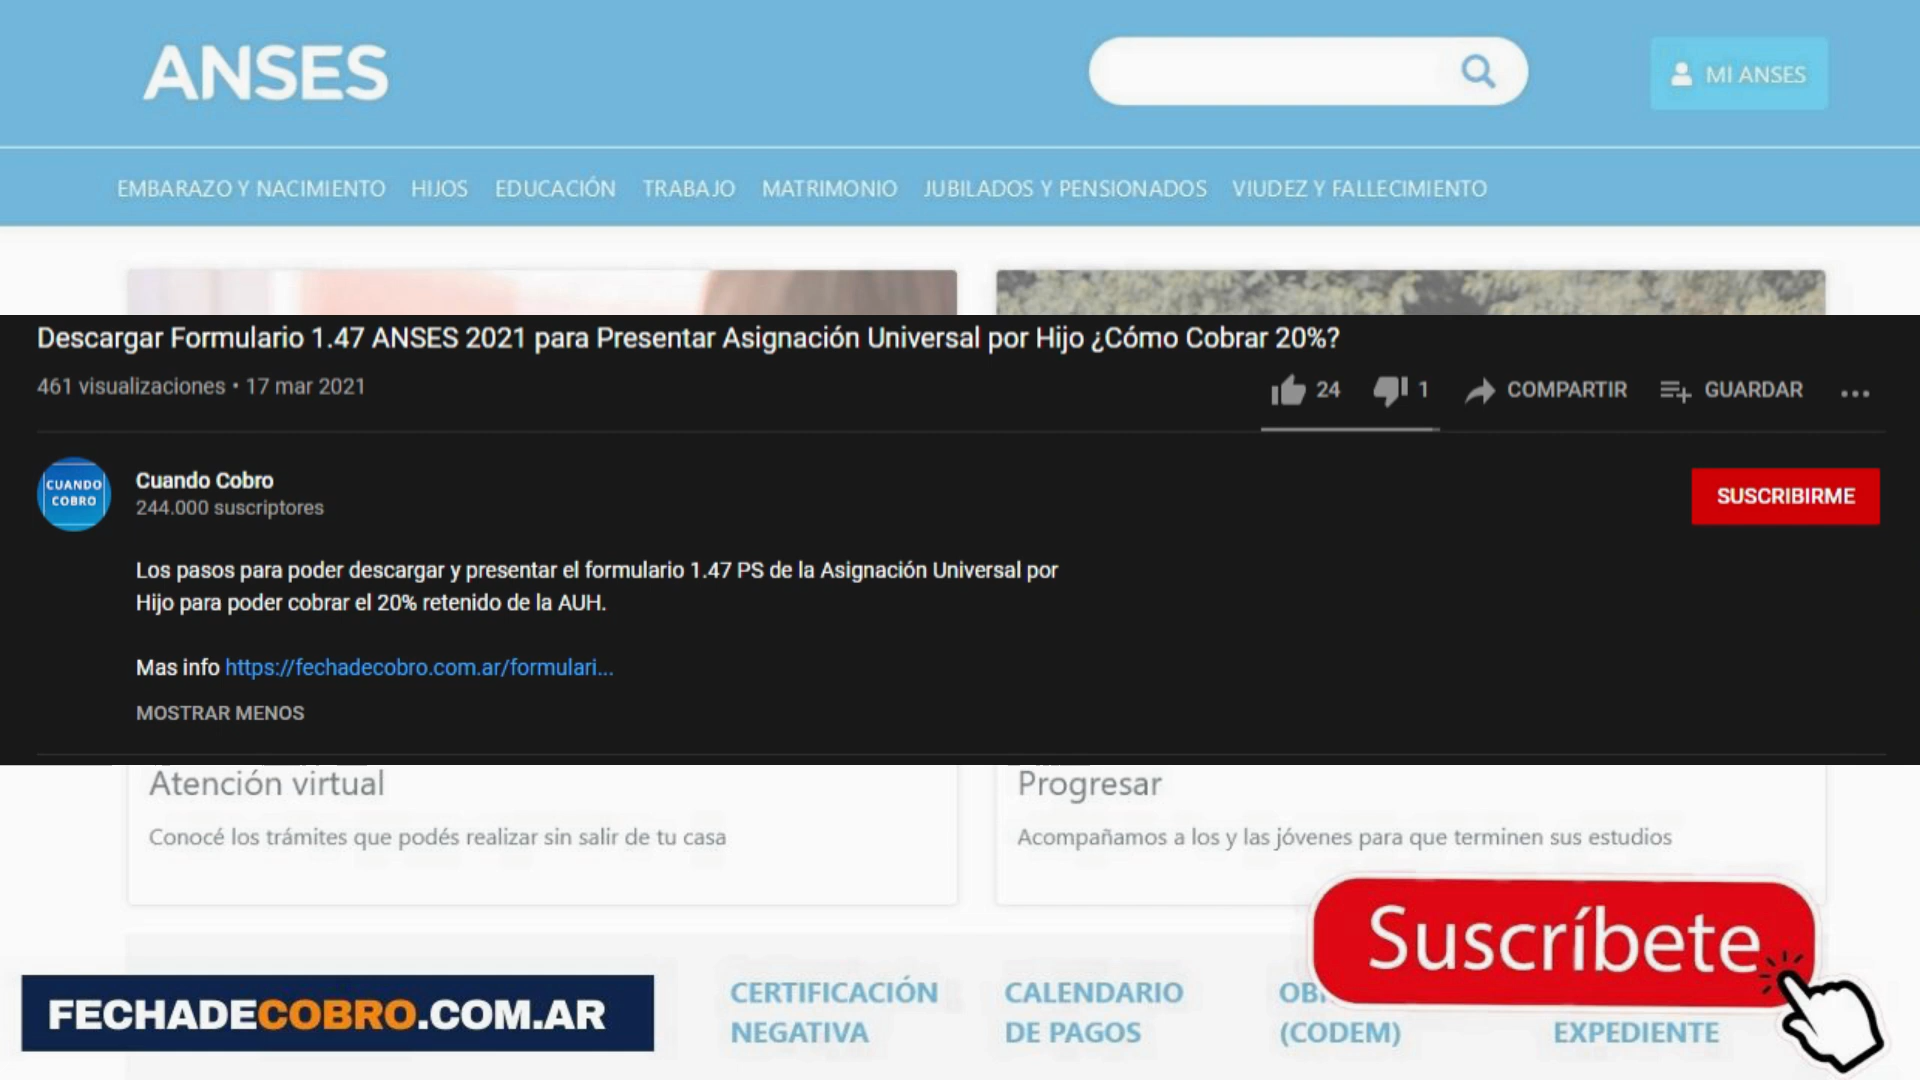 ANSES
MI ANSES
EMBARAZO Y NACIMIENTO HIJOS EDUCACIÓN TRABAJO MATRIMONIO JUBILADOS Y PENSIONADOS VIUDEZ Y FALLECIMIENTO
Descargar Formulario 1.47 ANSES 2021 para Presentar Asignación Universal por Hijo ¿Cómo Cobrar 20%?
461 visualizaciones • 17 mar 2021
24 1 COMPARTIR GUARDAR ...
CUANDO
COBRO
Cuando Cobro
244.000 suscriptores
SUSCRIBIRME
Los pasos para poder descargar y presentar el formulario 1.47 PS de la Asignación Universal por
Hijo para poder cobrar el 20% retenido de la AUH.
Mas info https://fechadecobro.com.ar/formulari...
MOSTRAR MENOS
Atención virtual
Conocé los trámites que podés realizar sin salir de tu casa
Progresar
Acompañamos a los y las jóvenes para que terminen sus estudios
Suscríbete
FECHADECOBRO.COM.AR
CERTIFICACIÓN
NEGATIVA
CALENDARIO
DE PAGOS
(CODEM)
EXPEDIENTE